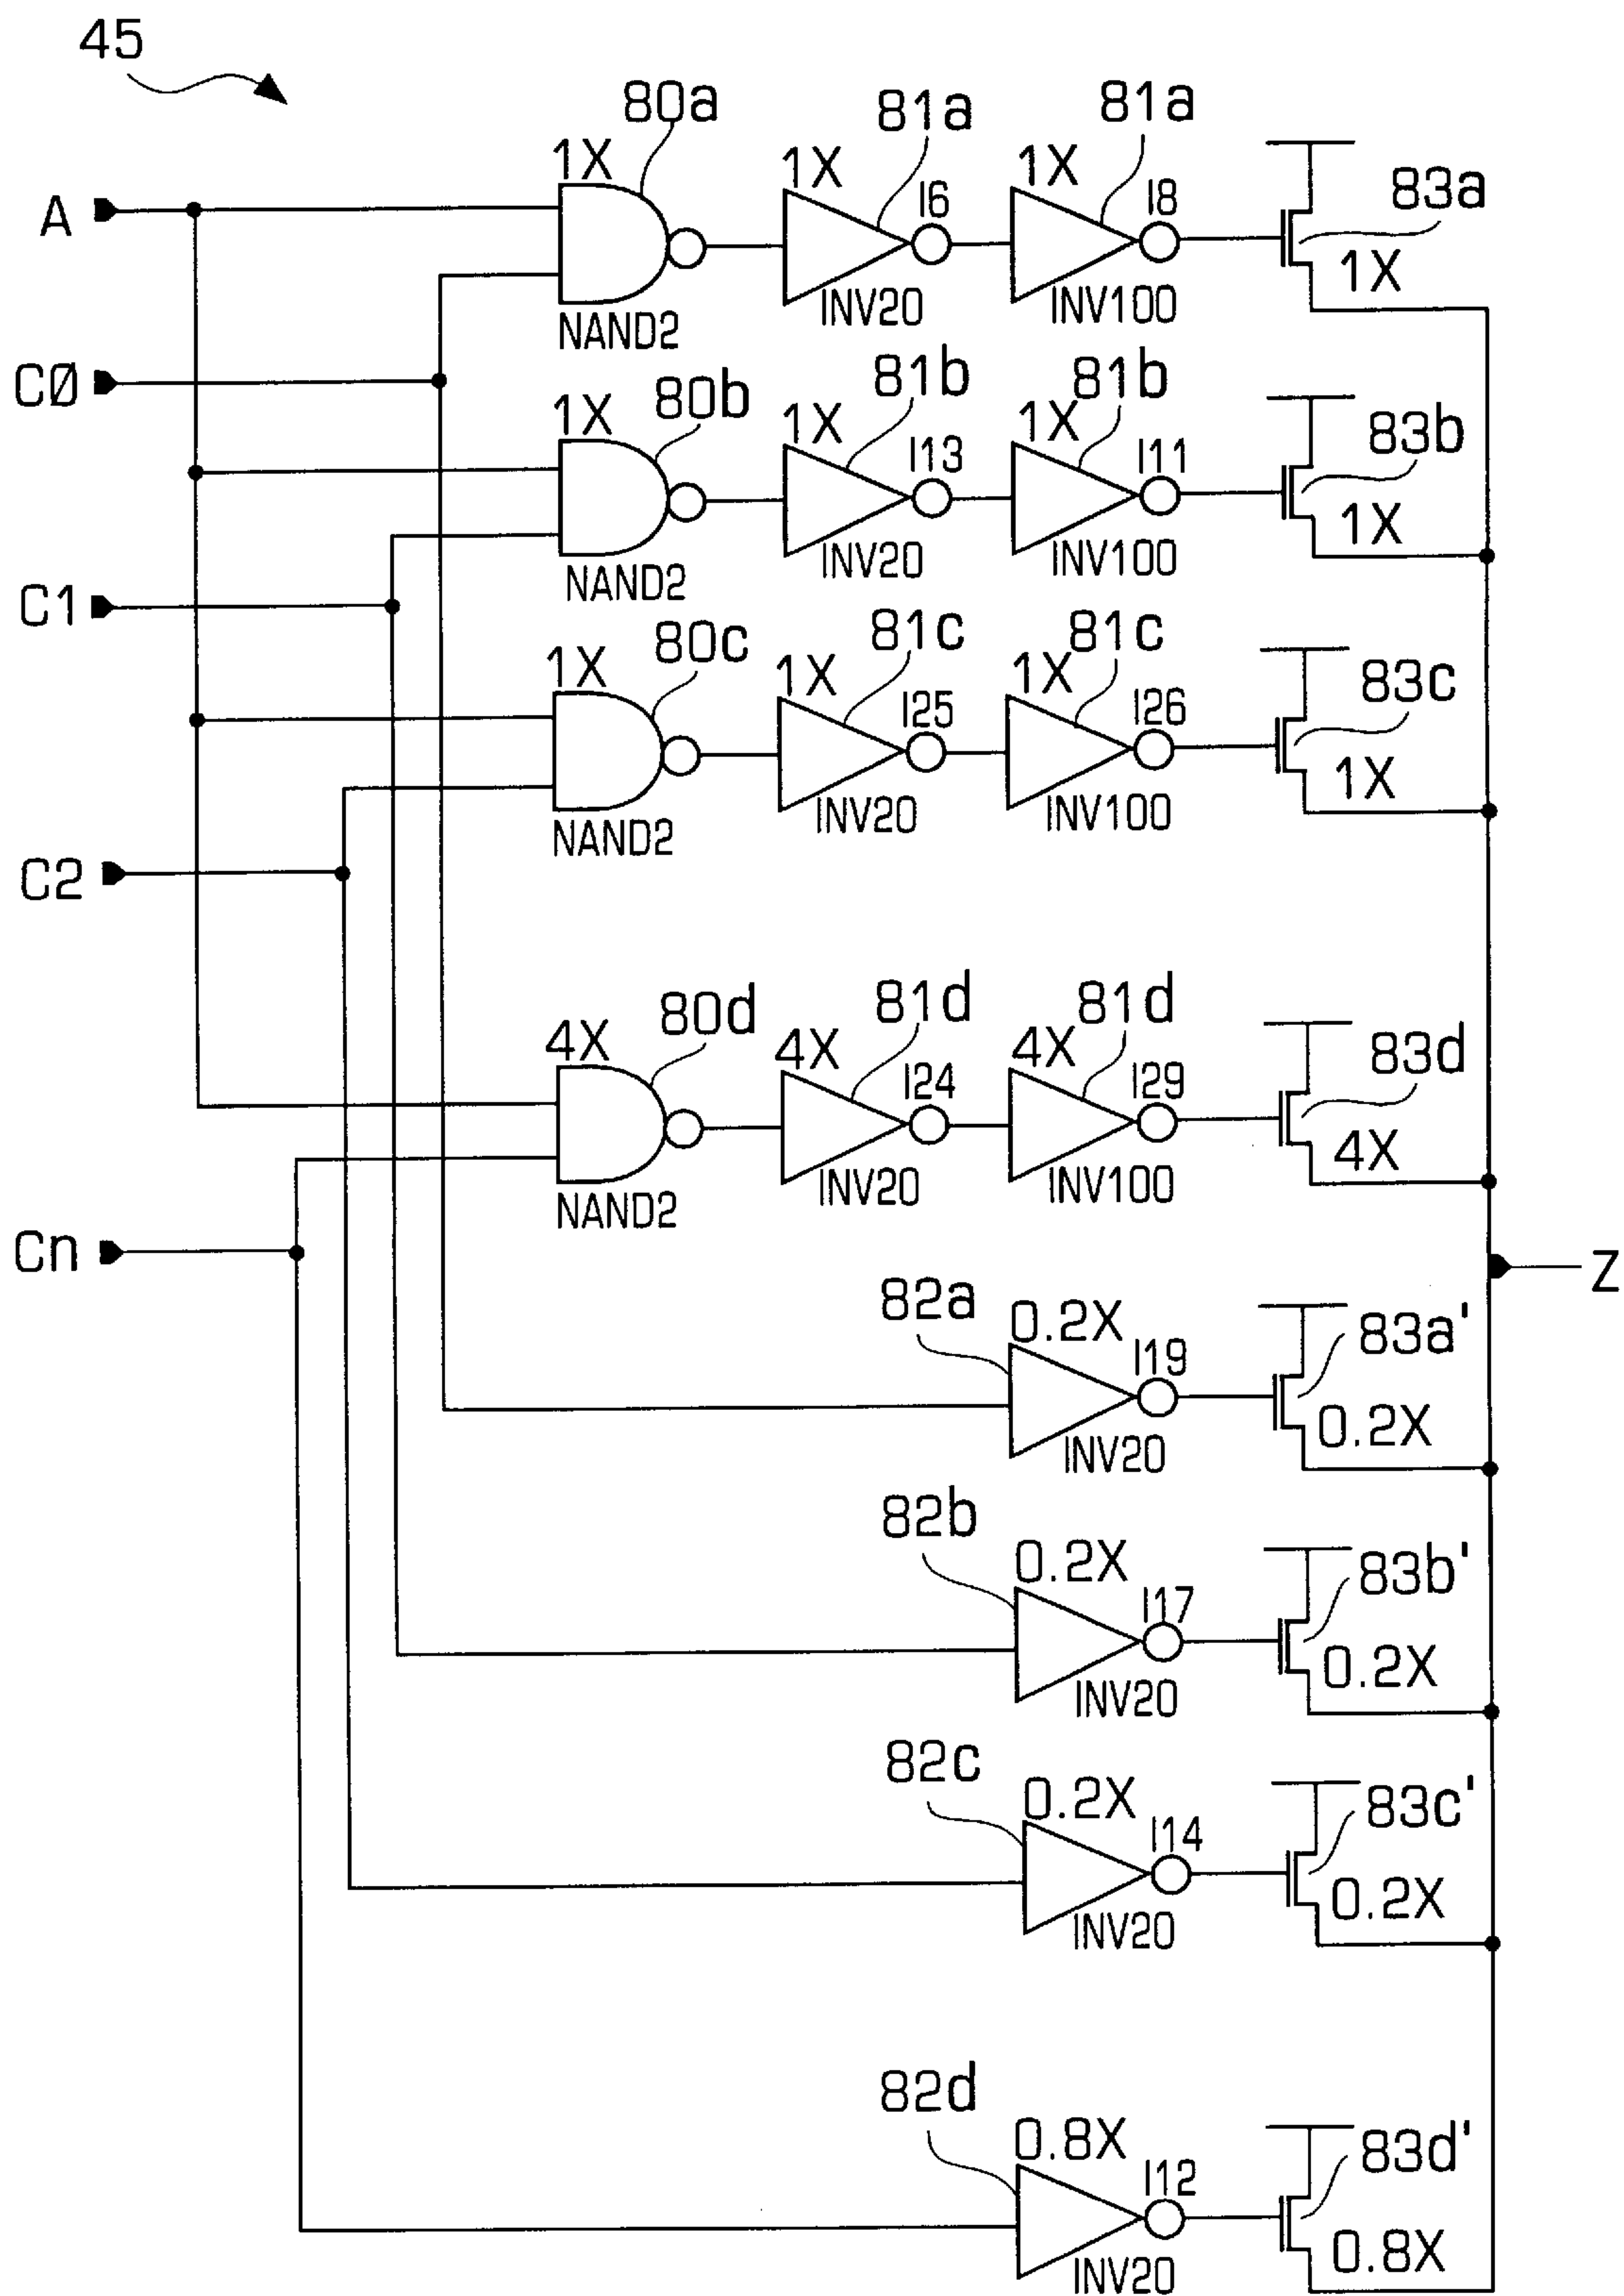 45
80a
81a
81a
1X
1X
1X
I6
I8
83a
A
1X
INV20
INV100
NAND2
CØ
80b
81b
81b
1X
1X
1X
I13
I11
83b
1X
INV20
INV100
NAND2
C1
80c
81c
81c
1X
1X
1X
I25
I26
83c
1X
INV20
INV100
NAND2
C2
80d
81d
81d
4X
4X
4X
I24
I29
83d
4X
INV20
INV100
NAND2
Cn
Z
82a
0.2X
I19
83a'
0.2X
INV20
82b
0.2X
I17
83b'
0.2X
INV20
82c
0.2X
I14
83c'
0.2X
INV20
82d
0.8X
I12
83d'
0.8X
INV20